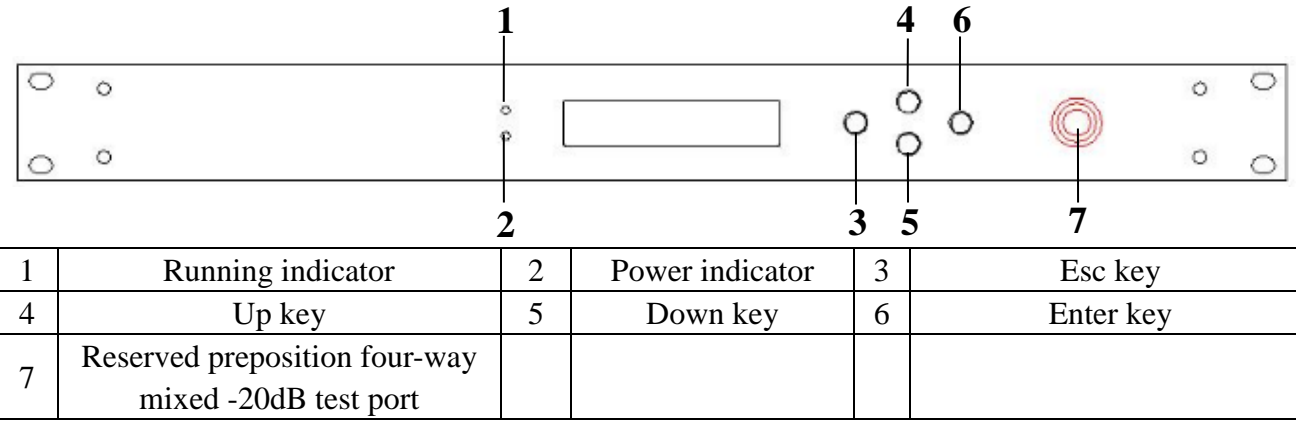 1 4 6
2 3 5 7
1 Running indicator 2 Power indicator 3 Esc key
4 Up key 5 Down key 6 Enter key
7 Reserved preposition four-way
mixed -20dB test port